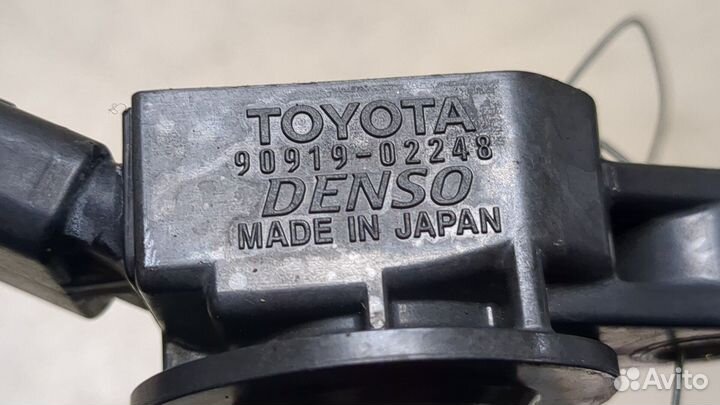 TOYOTA
90919-02248
DENSO
MADE IN JAPAN
Avito